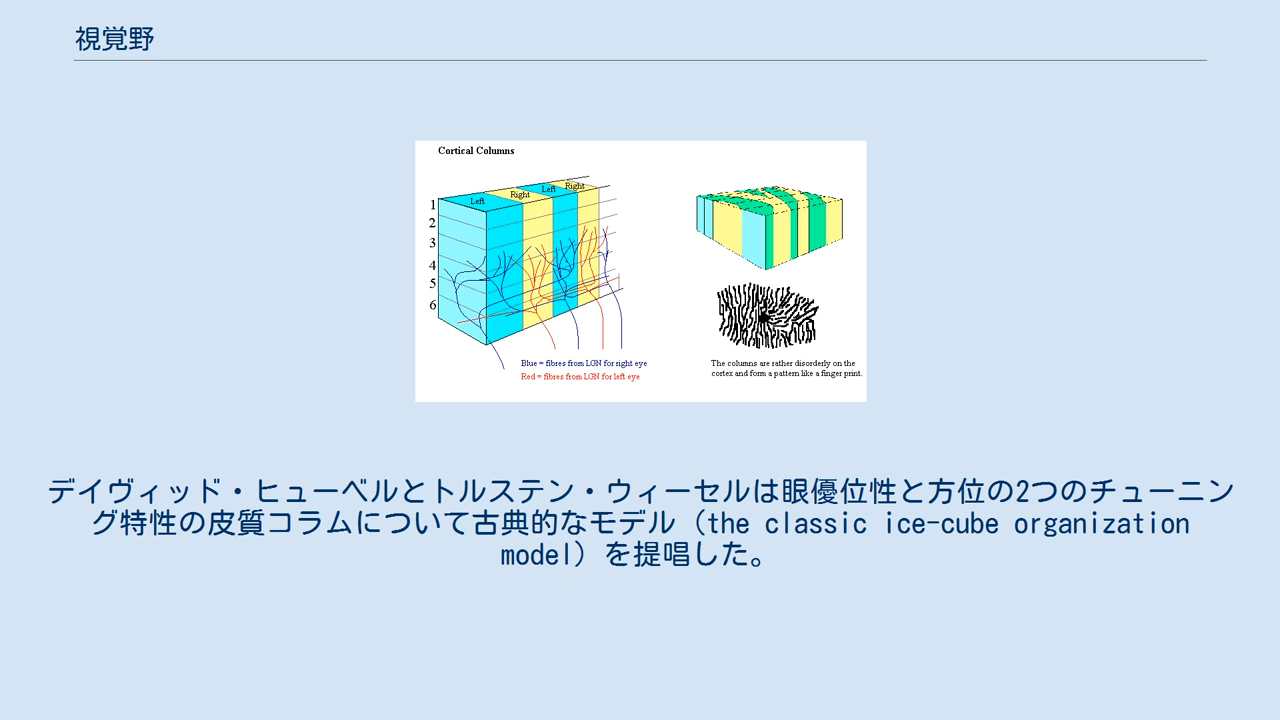 視覚野
Cortical Columns
Left
Right
Left
Right
1
2
3
4
5
6
Blue = fibres from LGN for right eye
Red = fibres from LGN for left eye
The columns are rather disorderly on the
cortex and form a pattern like a finger print.
デイヴィッド・ヒューベルとトルステン・ウィーセルは眼優位性と方位の2つのチューニン
グ特性の皮質コラムについて古典的なモデル（the classic ice-cube organization
model）を提唱した。